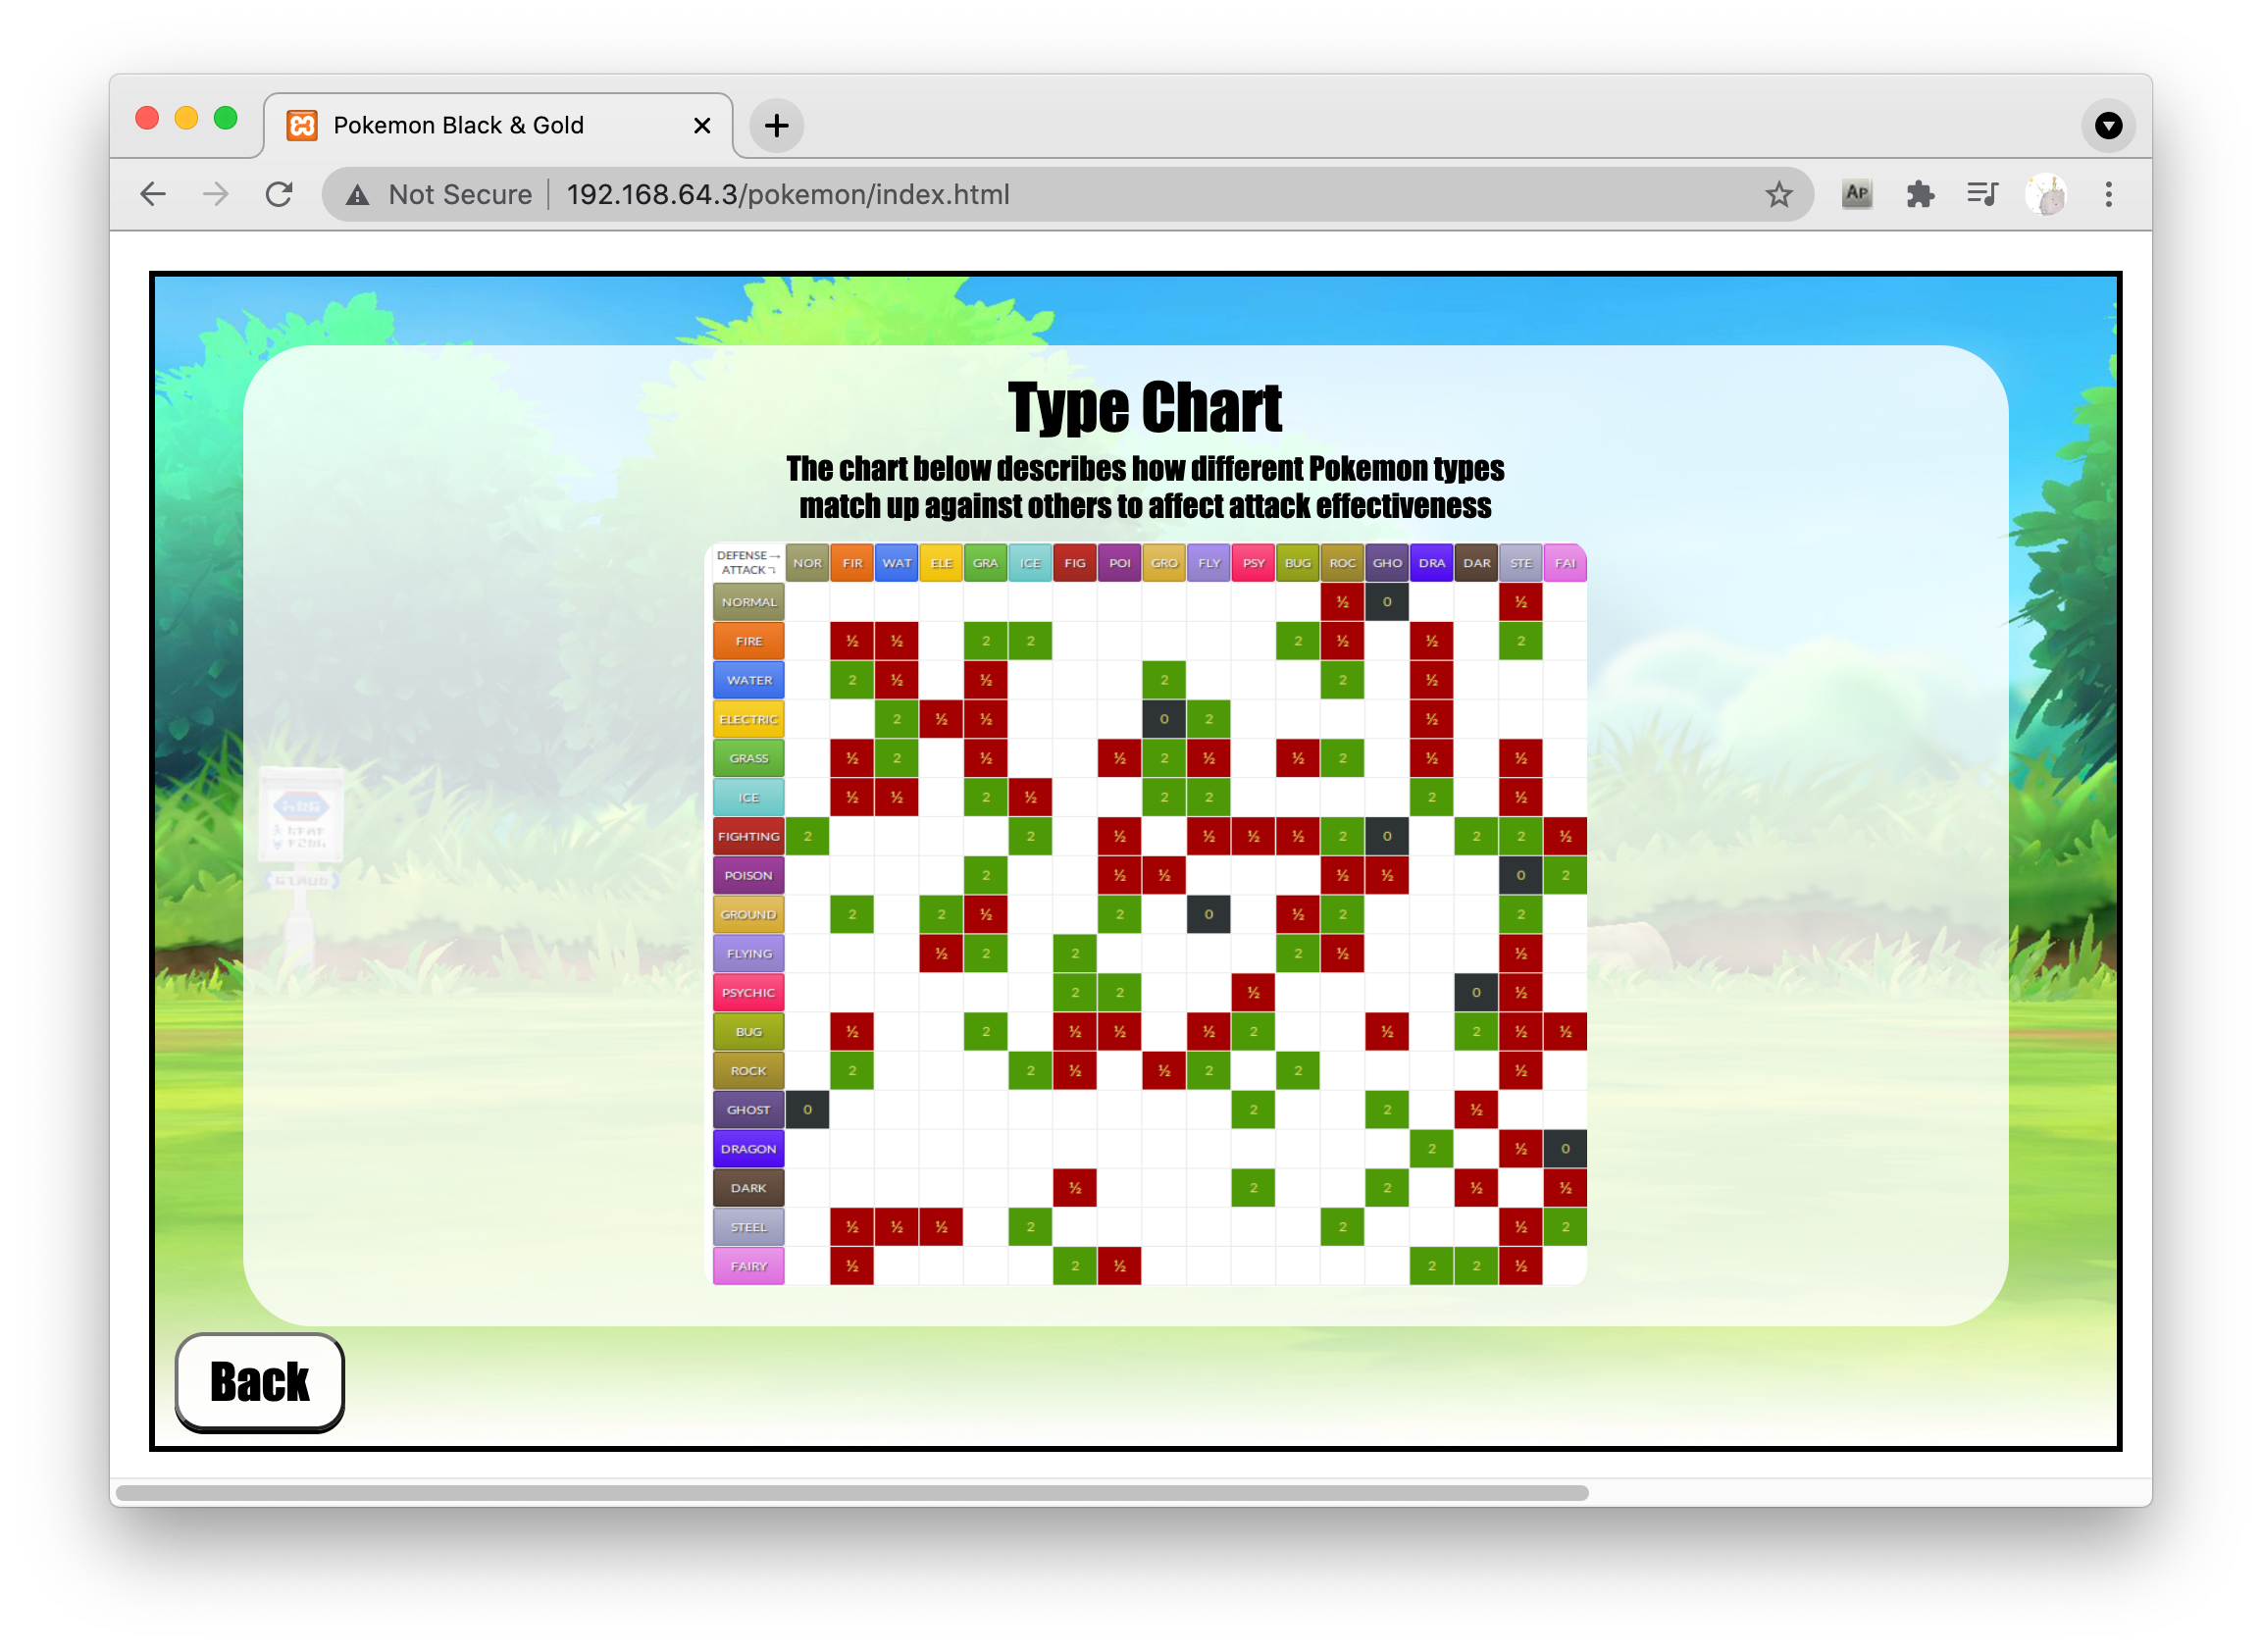 Pokemon Black & Gold
Not Secure 192.168.64.3/pokemon/index.html
AP
Type Chart
The chart below describes how different Pokemon types
match up against others to affect attack effectiveness
DEFENSE → NOR FIR WAT ELE GRA ICE FIG POI GRO FLY PSY BUG ROC GHO DRA DAR STE FAI
ATTACK ↴
NORMAL ½ 0 ½
FIRE ½ ½ 2 2 2 ½ ½ 2
WATER 2 ½ ½ 2 2 ½
ELECTRIC 2 ½ ½ 0 2 ½
GRASS ½ 2 ½ ½ 2 ½ ½ 2 ½ ½
ICE ½ ½ 2 ½ 2 2 2 ½
FIGHTING 2 2 ½ ½ ½ ½ 2 0 2 2 ½
POISON 2 ½ ½ ½ ½ 0 2
GROUND 2 2 ½ 2 0 ½ 2 2
FLYING ½ 2 2 2 ½ ½
PSYCHIC 2 2 ½ 0 ½
BUG ½ 2 ½ ½ ½ 2 ½ 2 ½ ½
ROCK 2 2 ½ ½ 2 2 ½
GHOST 0 2 2 ½
DRAGON 2 ½ 0
DARK ½ 2 2 ½ ½
STEEL ½ ½ ½ 2 2 ½ 2
FAIRY ½ 2 ½ 2 2 ½
Back